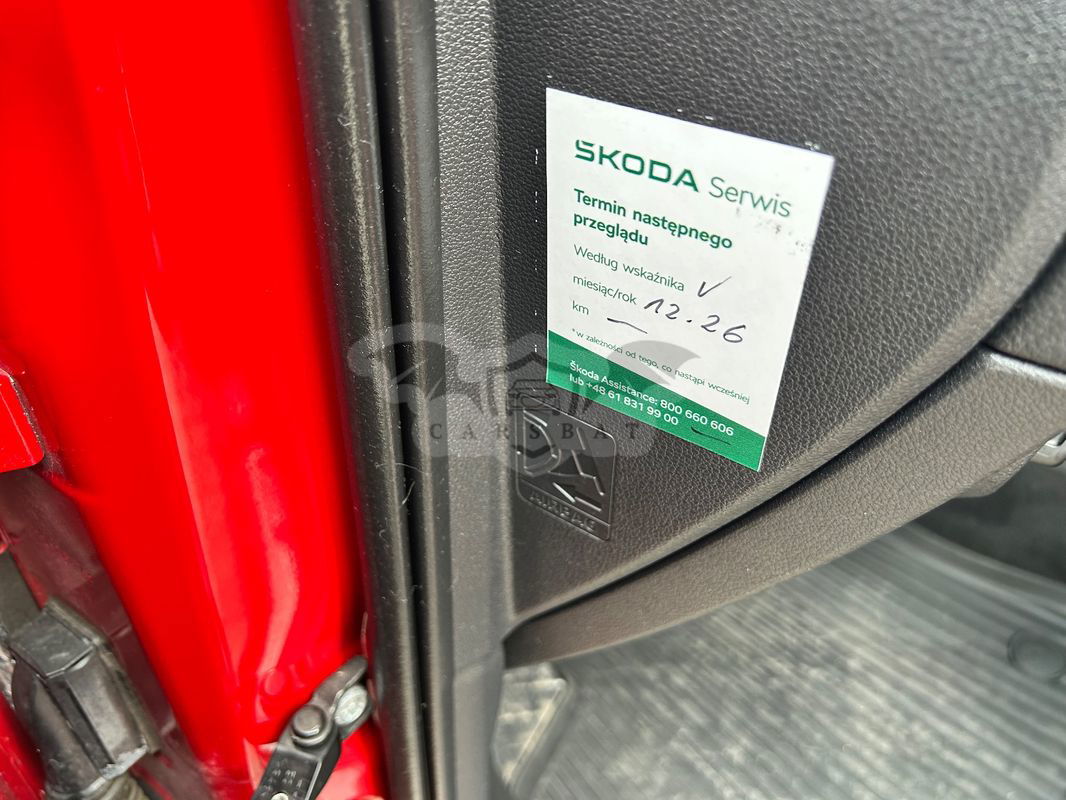 ŠKODA Serwis
Termin następnego
przeglądu
Według wskaźnika V
miesiąc/rok 12.26
km —
* w zależności od tego, co nastąpi wcześniej
Škoda Assistance: 800 660 606
lub +48 61 831 99 00
CARSBAT
AIRBAG